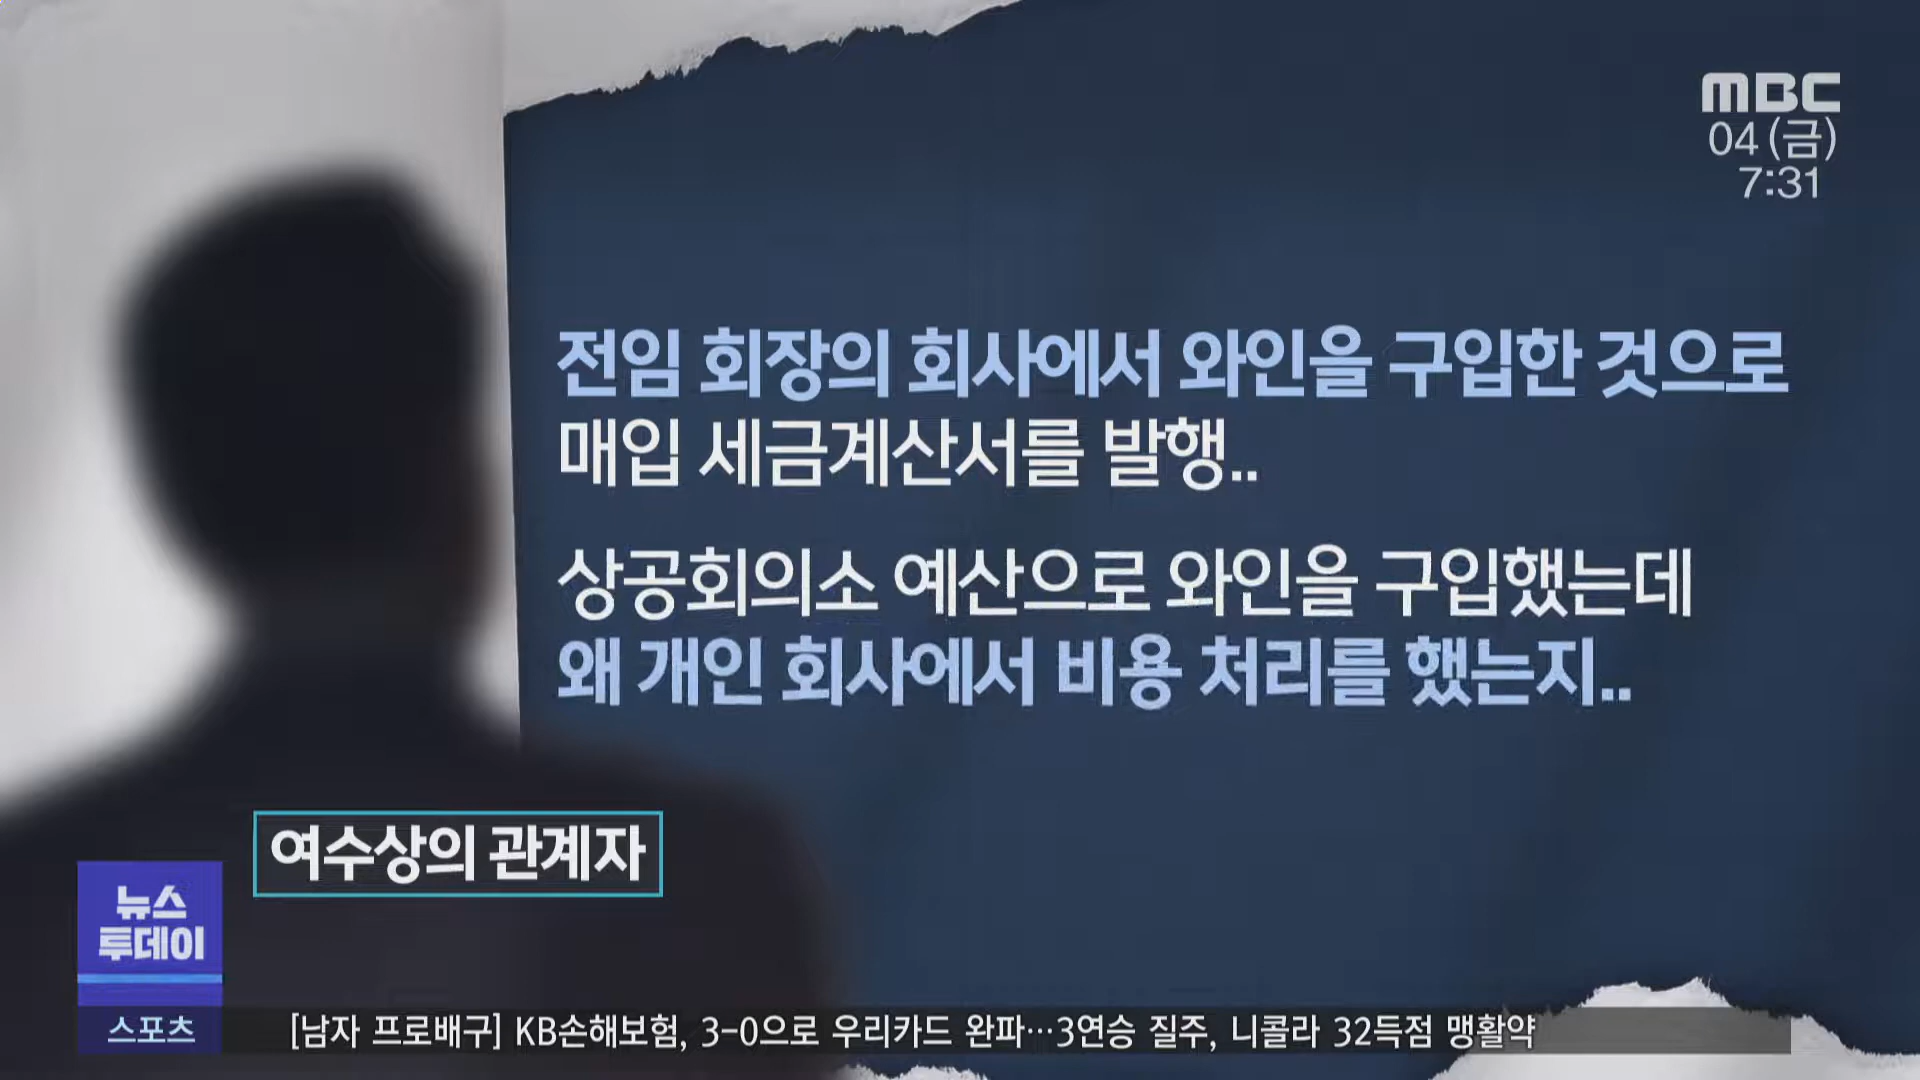 MBC
04 (금)
7:31
전임 회장의 회사에서 와인을 구입한 것으로
매입 세금계산서를 발행..
상공회의소 예산으로 와인을 구입했는데
왜 개인 회사에서 비용 처리를 했는지..
여수상의 관계자
뉴스
투데이
스포츠
[남자 프로배구] KB손해보험, 3-0으로 우리카드 완파…3연승 질주, 니콜라 32득점 맹활약